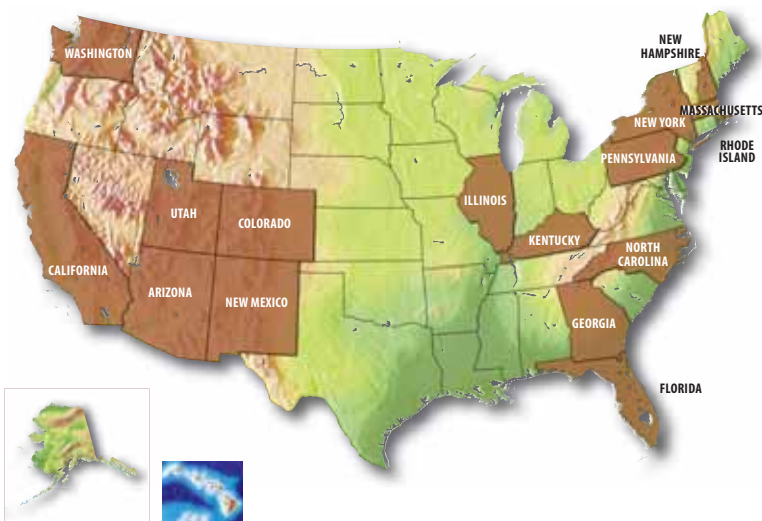 WASHINGTON
NEW
HAMPSHIRE
MASSACHUSETTS
NEW YORK
RHODE
ISLAND
PENNSYLVANIA
ILLINOIS
UTAH
COLORADO
KENTUCKY
NORTH
CAROLINA
CALIFORNIA
ARIZONA
NEW MEXICO
GEORGIA
FLORIDA